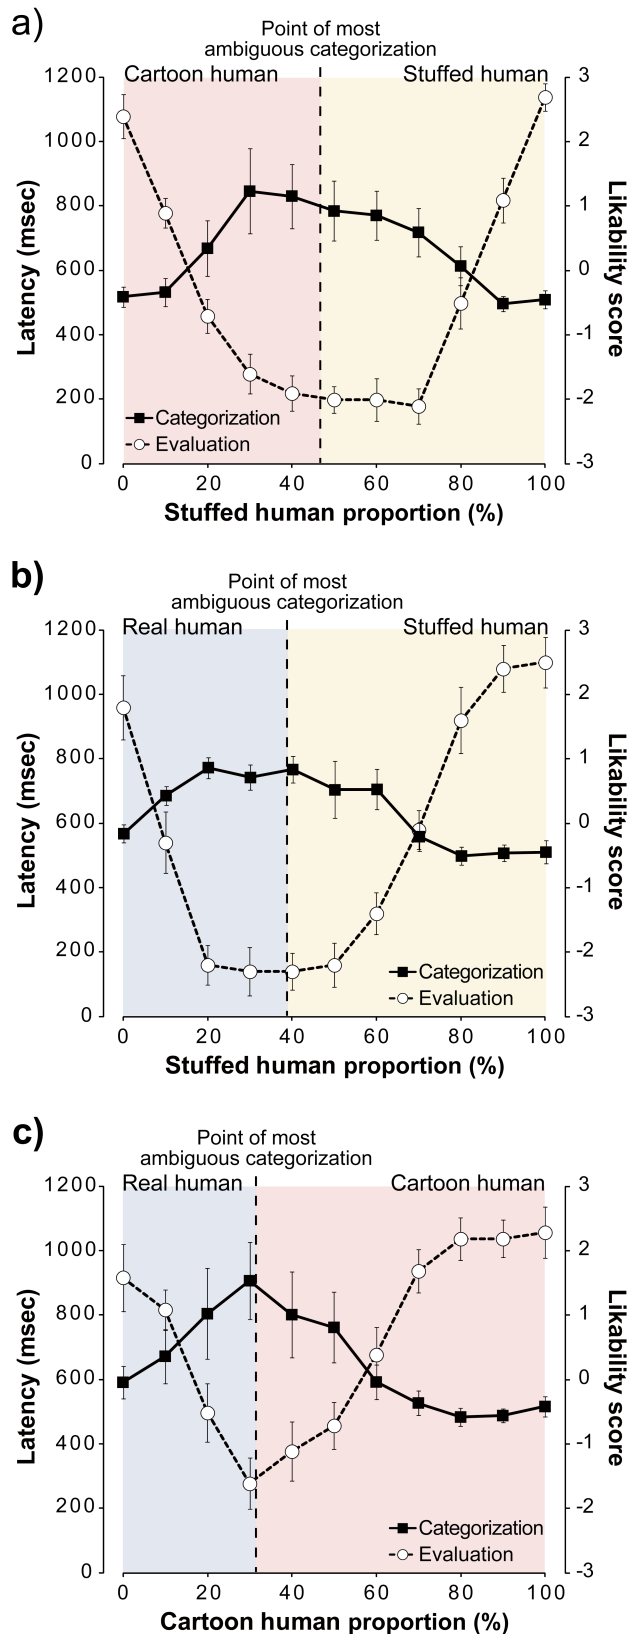 a)
Point of most
ambiguous categorization
Cartoon human
Stuffed human
1200
1000
800
600
400
200
0
Latency (msec)
3
2
1
0
-1
-2
-3
Likability score
Categorization
Evaluation
0 20 40 60 80 100
Stuffed human proportion (%)
b)
Point of most
ambiguous categorization
Real human
Stuffed human
1200
1000
800
600
400
200
0
Latency (msec)
3
2
1
0
-1
-2
-3
Likability score
Categorization
Evaluation
0 20 40 60 80 100
Stuffed human proportion (%)
c)
Point of most
ambiguous categorization
Real human
Cartoon human
1200
1000
800
600
400
200
0
Latency (msec)
3
2
1
0
-1
-2
-3
Likability score
Categorization
Evaluation
0 20 40 60 80 100
Cartoon human proportion (%)